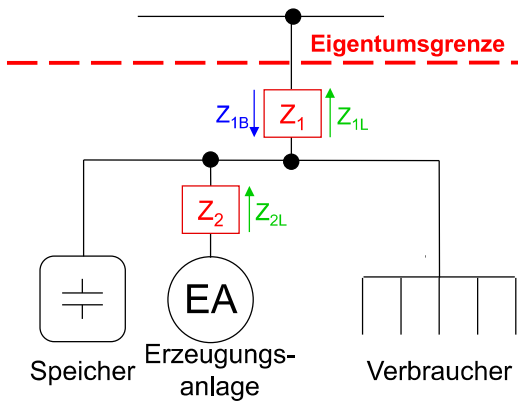 Eigentumsgrenze
Z1B Z1 Z1L
Z2 Z2L
EA
Speicher
Erzeugungs-
anlage
Verbraucher